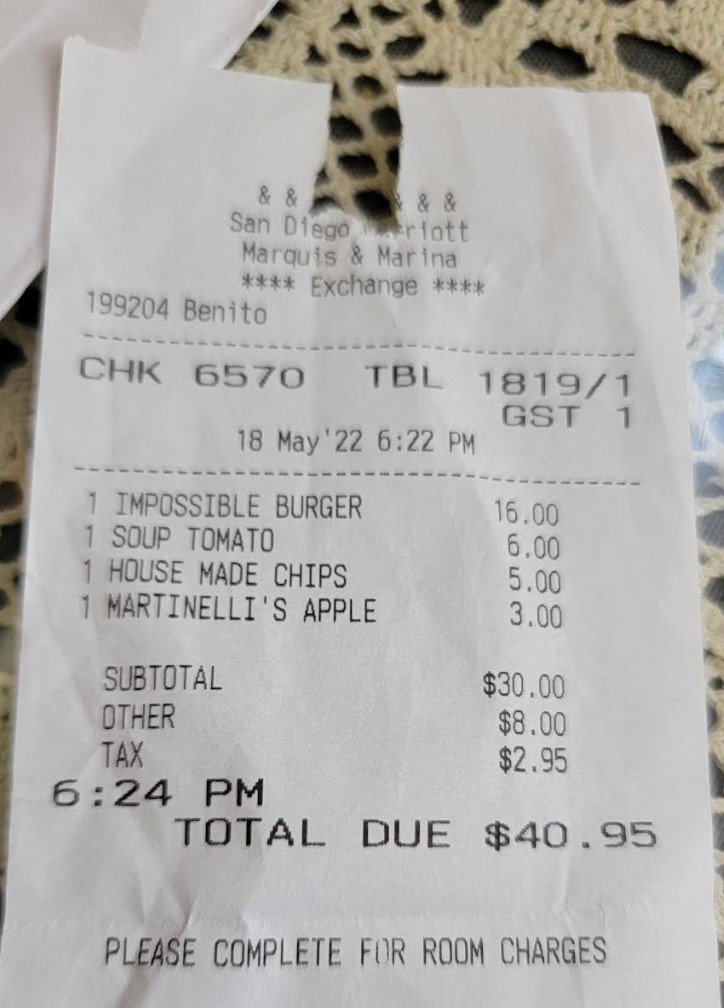 & & & & &
San Diego Marriott
Marquis & Marina
**** Exchange ****
199204 Benito
CHK 6570 TBL 1819/1
GST 1
18 May'22 6:22 PM
1 IMPOSSIBLE BURGER 16.00
1 SOUP TOMATO 6.00
1 HOUSE MADE CHIPS 5.00
1 MARTINELLI'S APPLE 3.00
SUBTOTAL $30.00
OTHER $8.00
TAX $2.95
6:24 PM
TOTAL DUE $40.95
PLEASE COMPLETE FOR ROOM CHARGES